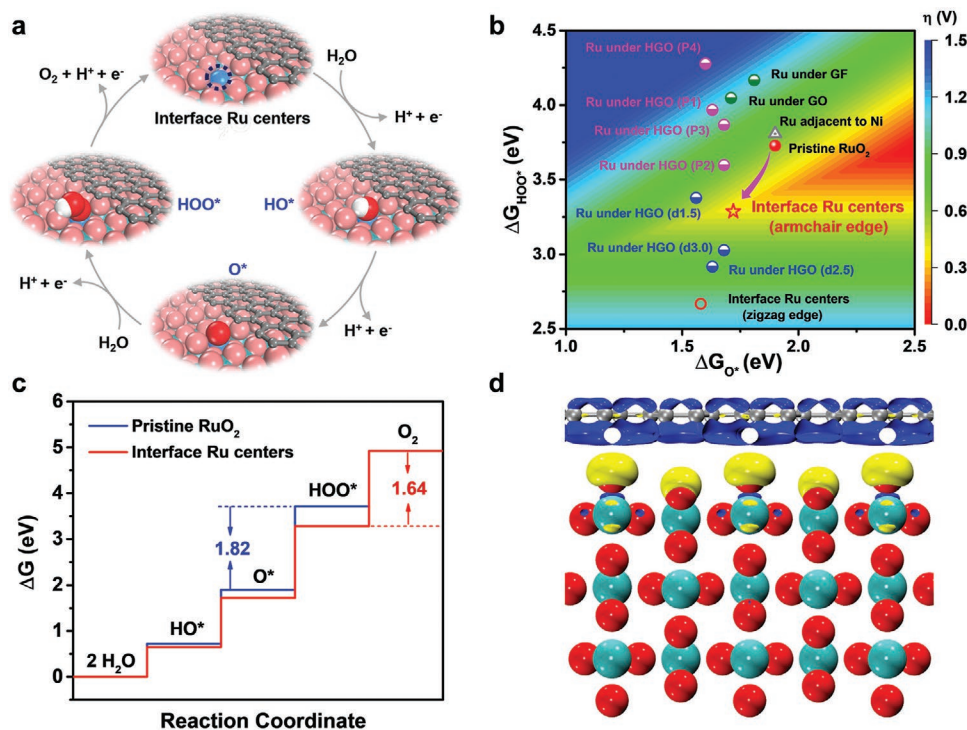 a
O₂ + H⁺ + e⁻
H₂O
Interface Ru centers
H⁺ + e⁻
HOO*
HO*
O*
H⁺ + e⁻
H₂O
H⁺ + e⁻
b
η (V)
4.5
4.0
3.5
3.0
2.5
ΔG_HOO* (eV)
Ru under HGO (P4)
Ru under GF
Ru under HGO (P1)
Ru under GO
Ru under HGO (P3)
Ru adjacent to Ni
Pristine RuO₂
Ru under HGO (P2)
Ru under HGO (d1.5)
Interface Ru centers
(armchair edge)
Ru under HGO (d3.0)
Ru under HGO (d2.5)
Interface Ru centers
(zigzag edge)
1.0
1.5
2.0
2.5
ΔG_O* (eV)
1.5
1.2
0.9
0.6
0.3
0.0
c
6
5
4
3
2
1
0
ΔG (eV)
Pristine RuO₂
Interface Ru centers
O₂
HOO*
1.64
1.82
O*
HO*
2 H₂O
Reaction Coordinate
d